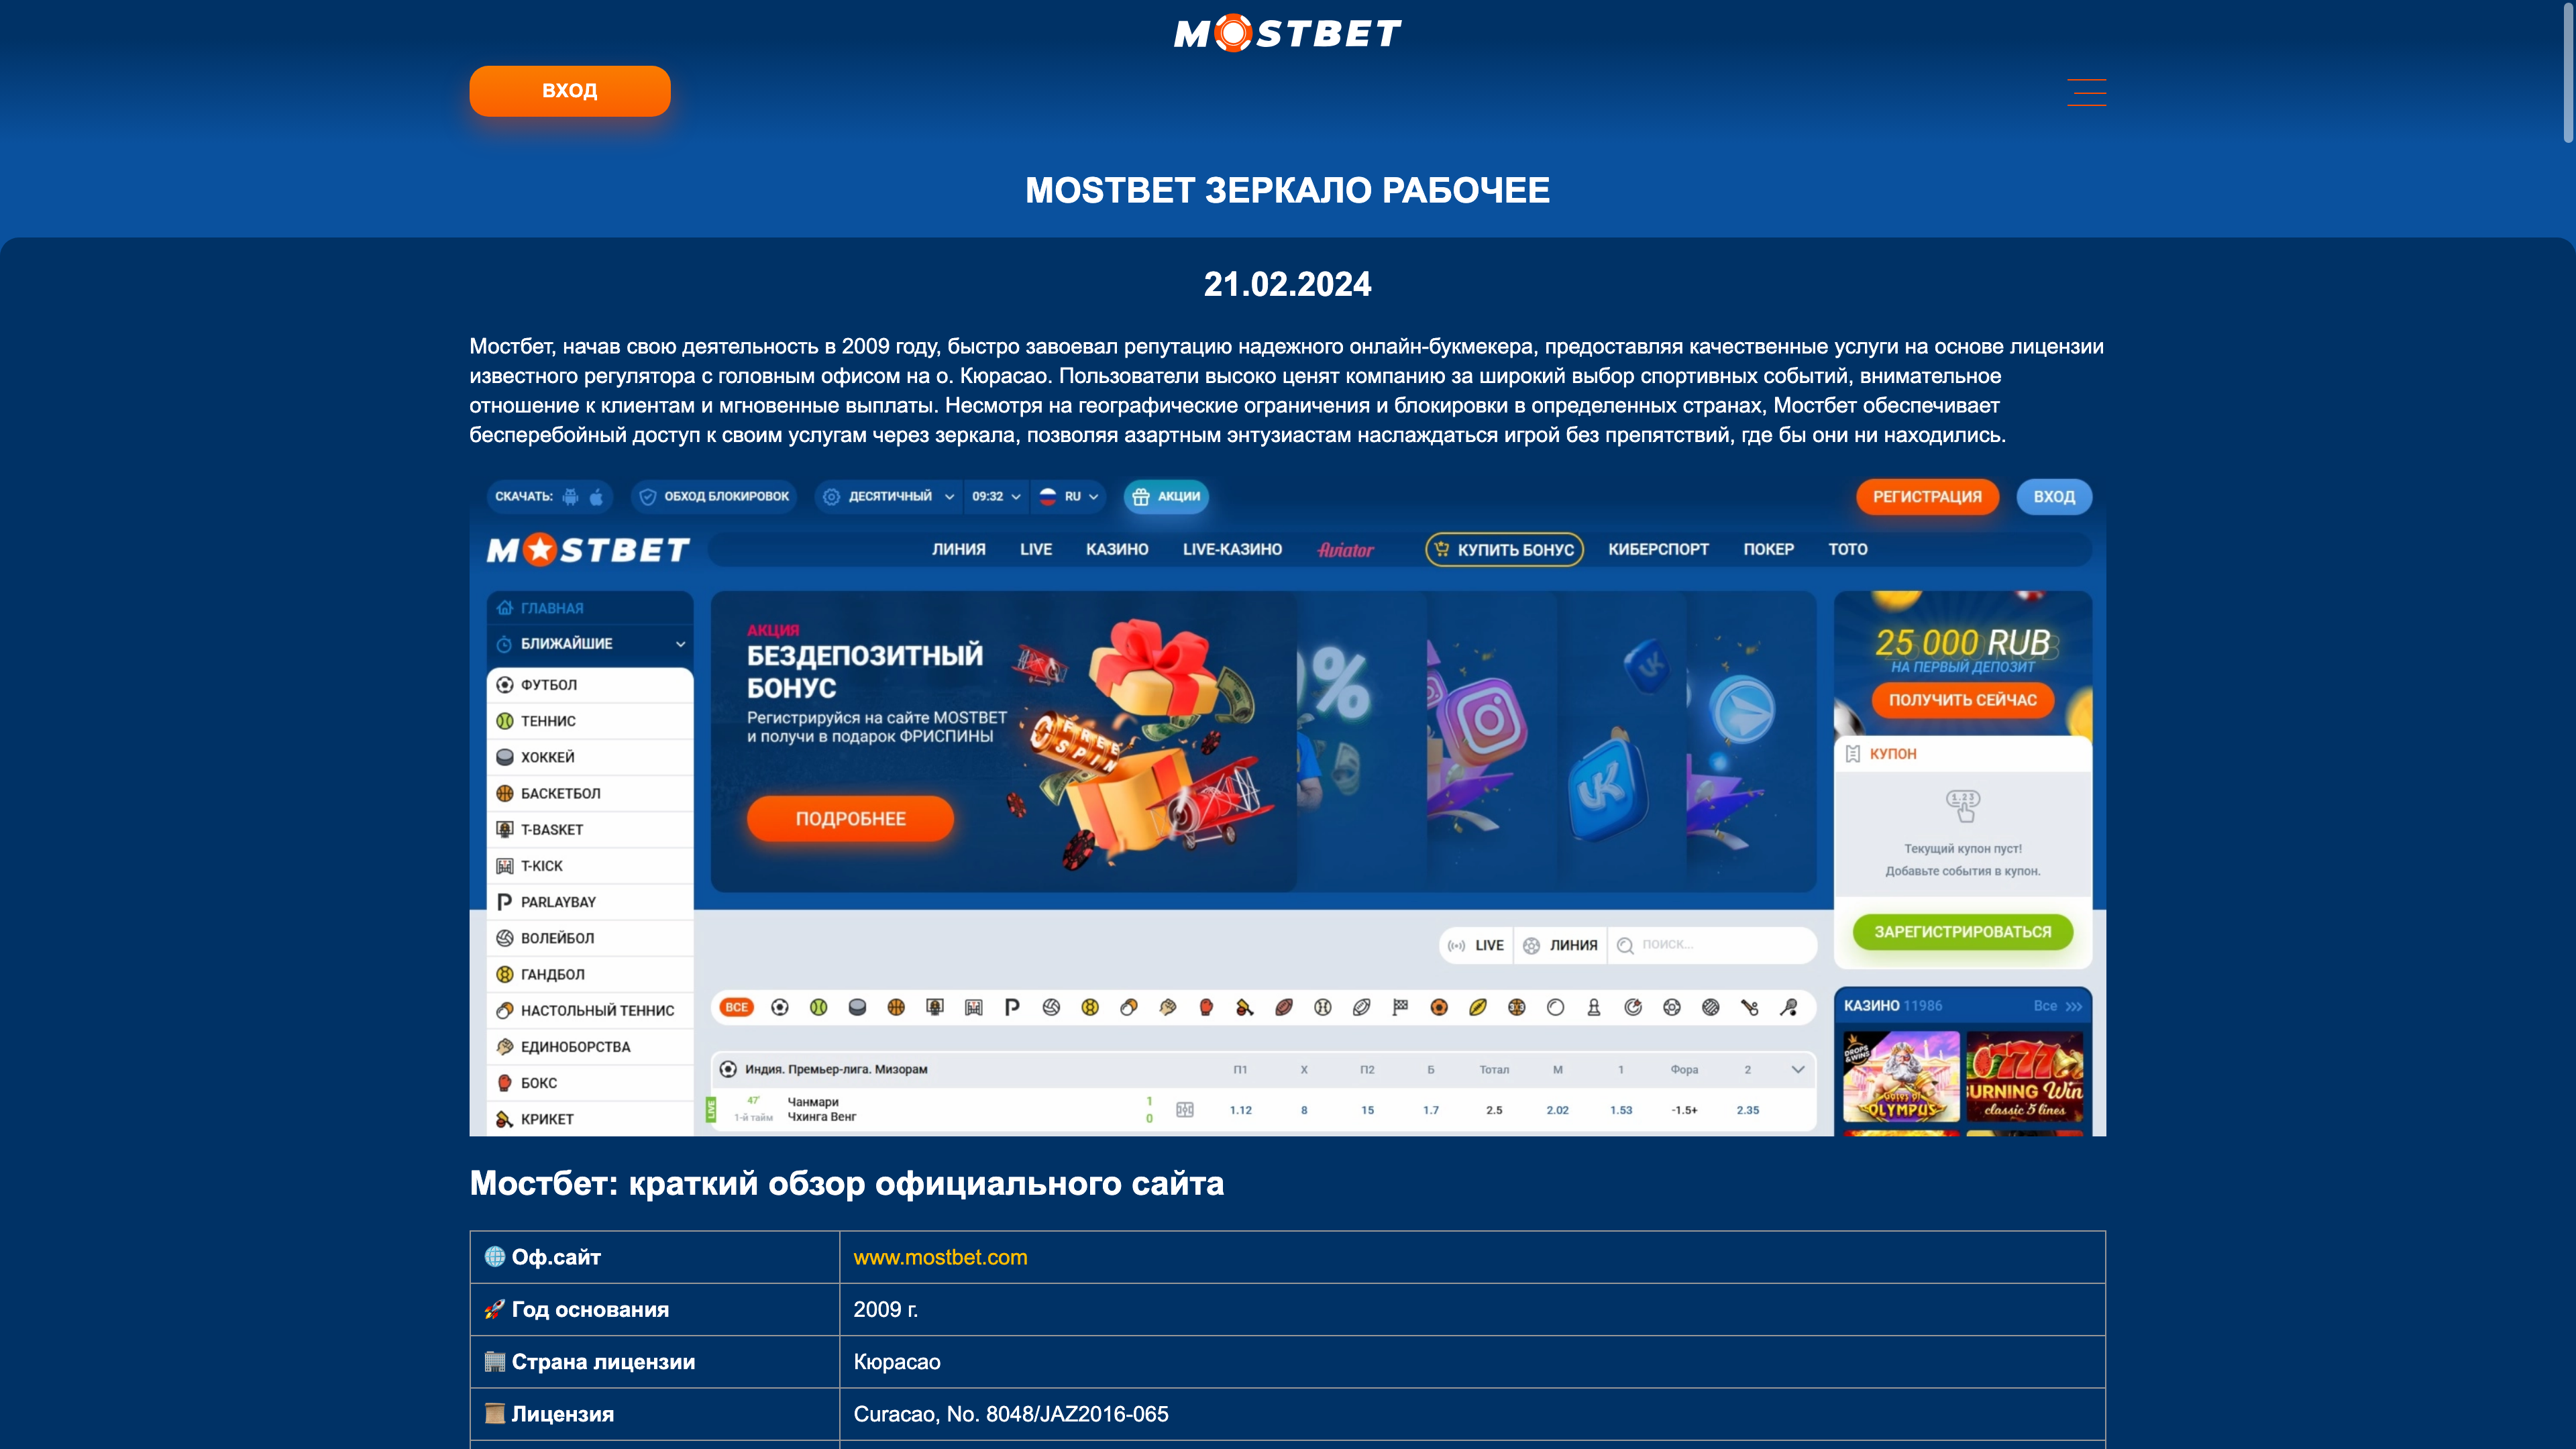 MOSTBET
ВХОД
MOSTBET ЗЕРКАЛО РАБОЧЕЕ
21.02.2024
Мостбет, начав свою деятельность в 2009 году, быстро завоевал репутацию надежного онлайн-букмекера, предоставляя качественные услуги на основе лицензии
известного регулятора с головным офисом на о. Кюрасао. Пользователи высоко ценят компанию за широкий выбор спортивных событий, внимательное
отношение к клиентам и мгновенные выплаты. Несмотря на географические ограничения и блокировки в определенных странах, Мостбет обеспечивает
бесперебойный доступ к своим услугам через зеркала, позволяя азартным энтузиастам наслаждаться игрой без препятствий, где бы они ни находились.
СКАЧАТЬ: ОБХОД БЛОКИРОВОК ДЕСЯТИЧНЫЙ 09:32 RU АКЦИИ РЕГИСТРАЦИЯ ВХОД
MOSTBET ЛИНИЯ LIVE КАЗИНО LIVE-КАЗИНО Aviator КУПИТЬ БОНУС КИБЕРСПОРТ ПОКЕР ТОТО
ГЛАВНАЯ
БЛИЖАЙШИЕ
ФУТБОЛ
ТЕННИС
ХОККЕЙ
БАСКЕТБОЛ
T-BASKET
T-KICK
PARLAYBAY
ВОЛЕЙБОЛ
ГАНДБОЛ
НАСТОЛЬНЫЙ ТЕННИС
ЕДИНОБОРСТВА
БОКС
КРИКЕТ
АКЦИЯ
БЕЗДЕПОЗИТНЫЙ
БОНУС
Регистрируйся на сайте MOSTBET
и получи в подарок ФРИСПИНЫ
ПОДРОБНЕЕ
FREE
SPIN
%
25 000 RUB
НА ПЕРВЫЙ ДЕПОЗИТ
ПОЛУЧИТЬ СЕЙЧАС
КУПОН
1.23
Текущий купон пуст!
Добавьте события в купон.
ЗАРЕГИСТРИРОВАТЬСЯ
LIVE ЛИНИЯ ПОИСК...
ВСЕ
Индия. Премьер-лига. Мизорам П1 X П2 Б Тотал М 1 Фора 2
LIVE
47' Чанмари 1
1-й тайм Чхинга Венг 0
1.12 8 15 1.7 2.5 2.02 1.53 -1.5+ 2.35
КАЗИНО 11986 Все
DROPS
&WINS
Gates of
OLYMPUS
777
BURNING Win
classic 5 lines
Мостбет: краткий обзор официального сайта
Оф.сайт www.mostbet.com
Год основания 2009 г.
Страна лицензии Кюрасао
Лицензия Curacao, No. 8048/JAZ2016-065